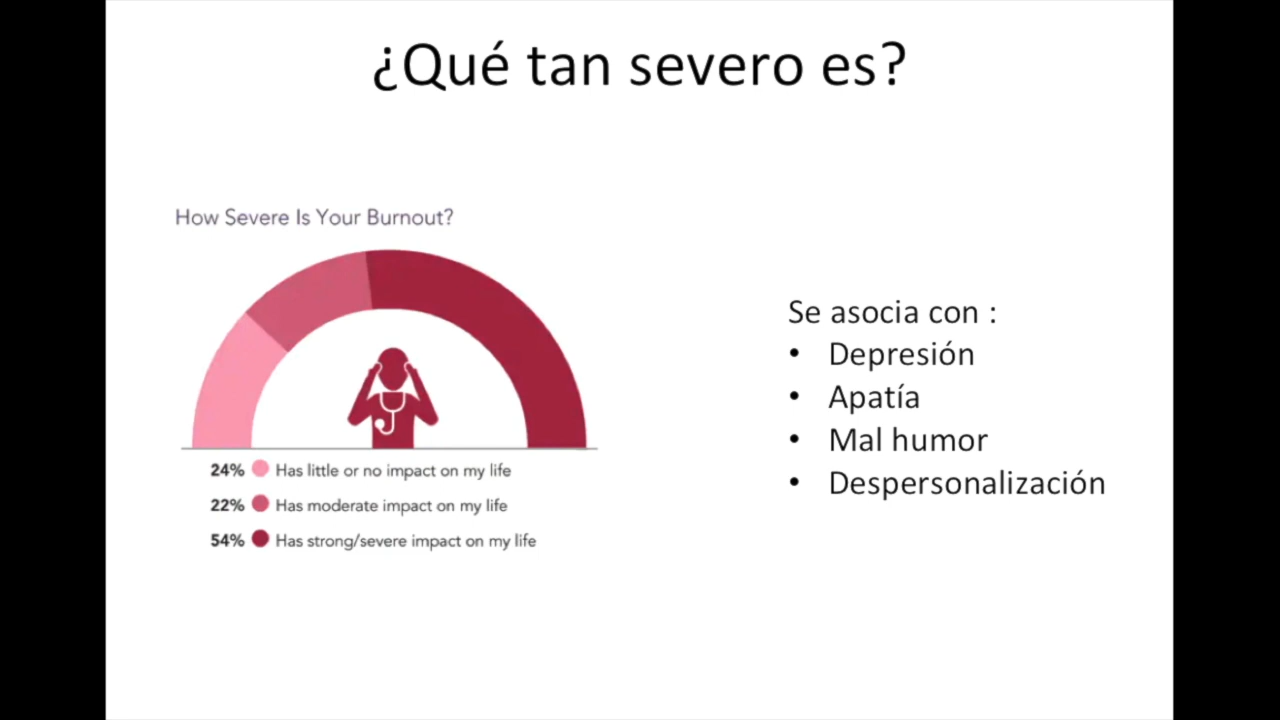 ¿Qué tan severo es?
How Severe Is Your Burnout?
24% Has little or no impact on my life
22% Has moderate impact on my life
54% Has strong/severe impact on my life
Se asocia con :
• Depresión
• Apatía
• Mal humor
• Despersonalización